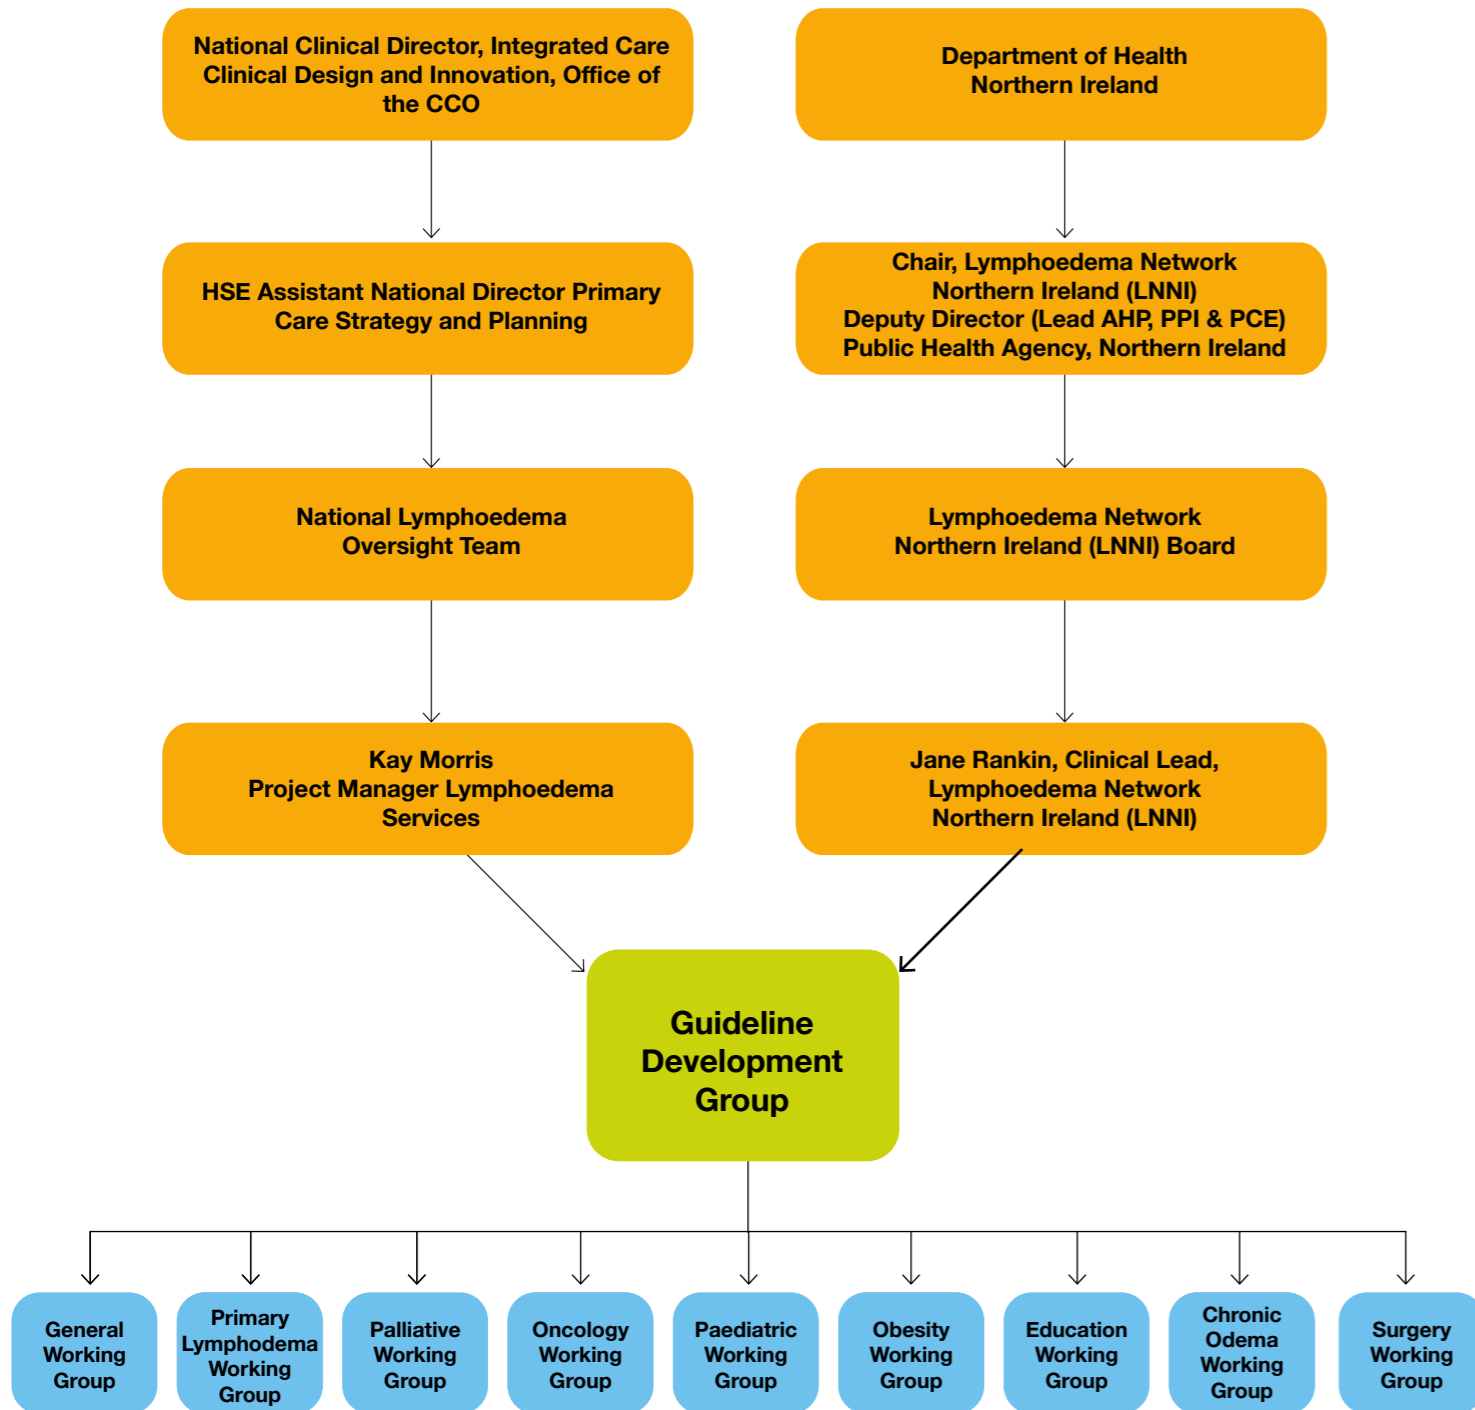 National Clinical Director, Integrated Care
Clinical Design and Innovation, Office of
the CCO
Department of Health
Northern Ireland
HSE Assistant National Director Primary
Care Strategy and Planning
Chair, Lymphoedema Network
Northern Ireland (LNNI)
Deputy Director (Lead AHP, PPI & PCE)
Public Health Agency, Northern Ireland
National Lymphoedema
Oversight Team
Lymphoedema Network
Northern Ireland (LNNI) Board
Kay Morris
Project Manager Lymphoedema
Services
Jane Rankin, Clinical Lead,
Lymphoedema Network
Northern Ireland (LNNI)
Guideline
Development
Group
General
Working
Group
Primary
Lymphodema
Working
Group
Palliative
Working
Group
Oncology
Working
Group
Paediatric
Working
Group
Obesity
Working
Group
Education
Working
Group
Chronic
Odema
Working
Group
Surgery
Working
Group